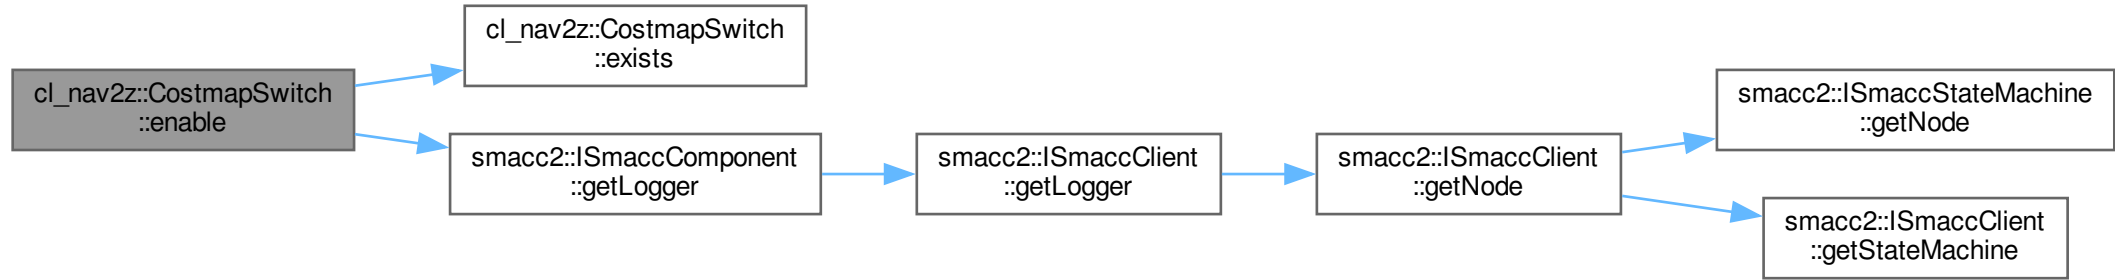 cl_nav2z::CostmapSwitch
::enable
cl_nav2z::CostmapSwitch
::exists
smacc2::ISmaccComponent
::getLogger
smacc2::ISmaccClient
::getLogger
smacc2::ISmaccClient
::getNode
smacc2::ISmaccStateMachine
::getNode
smacc2::ISmaccClient
::getStateMachine